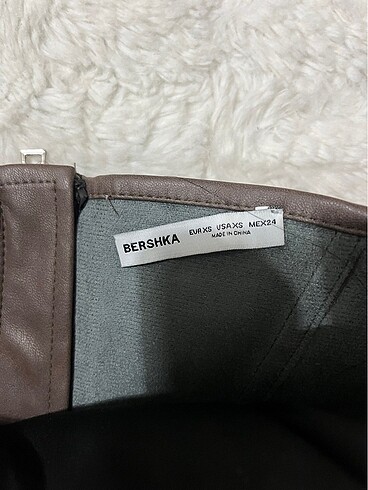 BERSHKA
EUR XS USA XS MEX 24
MADE IN CHINA